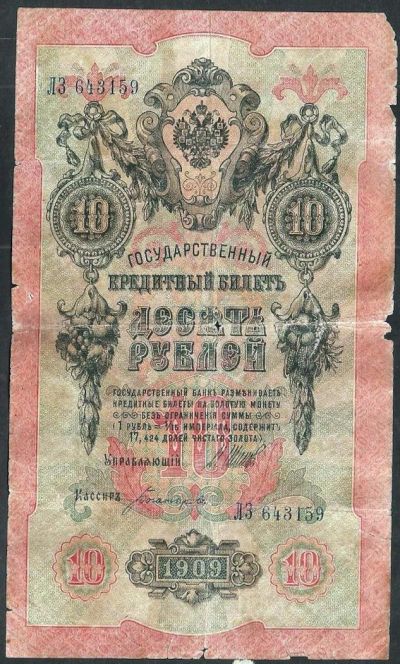 ЛЗ 643159
10 10
ГОСУДАРСТВЕННЫЙ
КРЕДИТНЫЙ БИЛЕТЪ
ДЕСЯТЬ
РУБЛЕЙ
ГОСУДАРСТВЕННЫЙ БАНКЪ РАЗМѢНИВАЕТЪ
КРЕДИТНЫЕ БИЛЕТЫ НА ЗОЛОТУЮ МОНЕТУ
БЕЗЪ ОГРАНИЧЕНІЯ СУММЫ
(1 РУБЛЬ = 1/15 ИМПЕРІАЛА, СОДЕРЖИТЪ
17,424 ДОЛЕЙ ЧИСТАГО ЗОЛОТА).
10
УПРАВЛЯЮЩІЙ
КАССИРЪ
ЛЗ 643159
10 1909 10